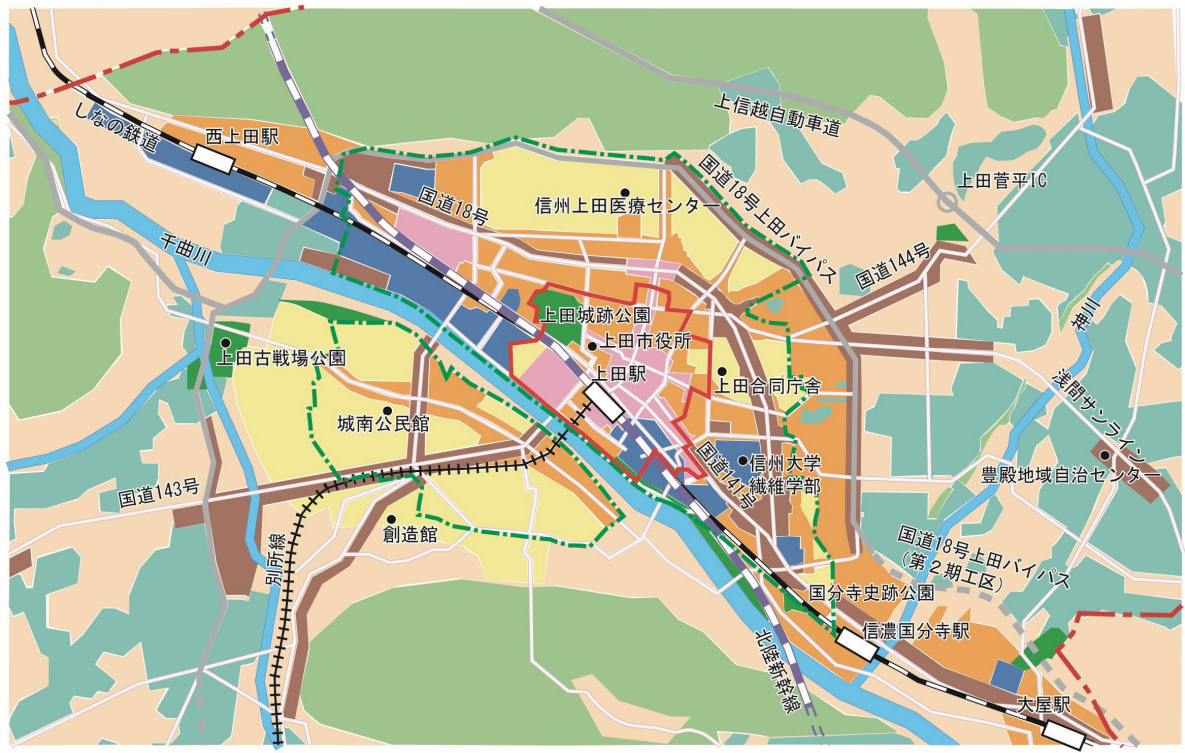 しなの鉄道
西上田駅
上信越自動車道
国道18号上田バイパス
上田菅平IC
国道18号
信州上田医療センター
千曲川
国道144号
神川
上田城跡公園
上田市役所
上田古戦場公園
上田駅
上田合同庁舎
浅間サンライン
城南公民館
信州大学
繊維学部
豊殿地域自治センター
国道141号
国道143号
創造館
別所線
国道18号上田バイパス
(第2期工区)
国分寺史跡公園
信濃国分寺駅
北陸新幹線
大屋駅